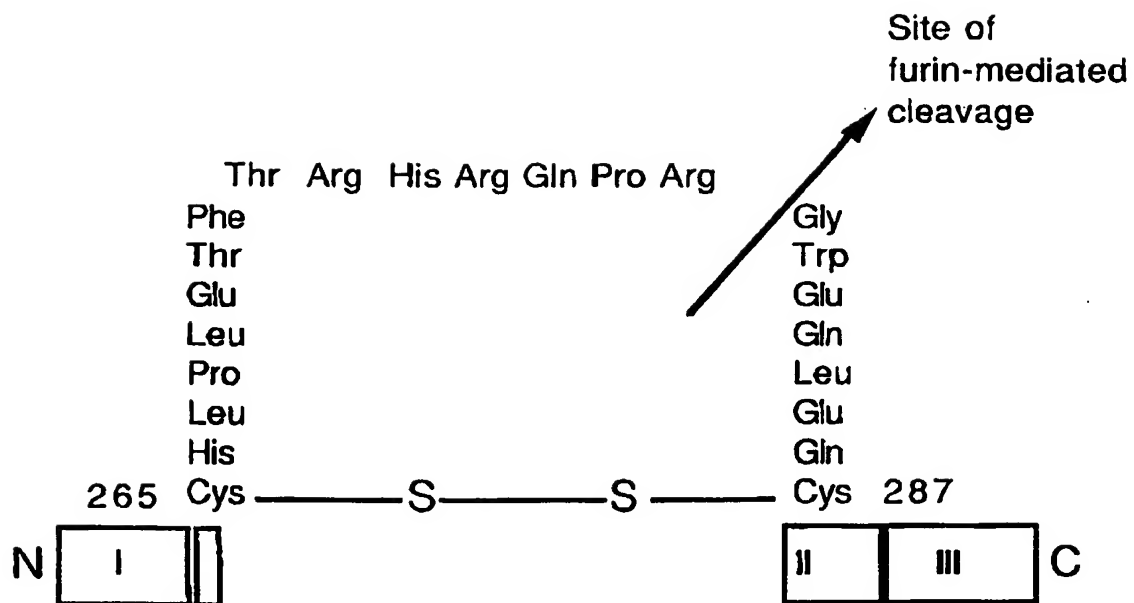 Site of
furin-mediated
cleavage
Thr Arg His Arg Gln Pro Arg
Phe
Thr
Glu
Leu
Pro
Leu
His
265 Cys S S Cys 287
Gly
Trp
Glu
Gln
Leu
Glu
Gln
N I II III C